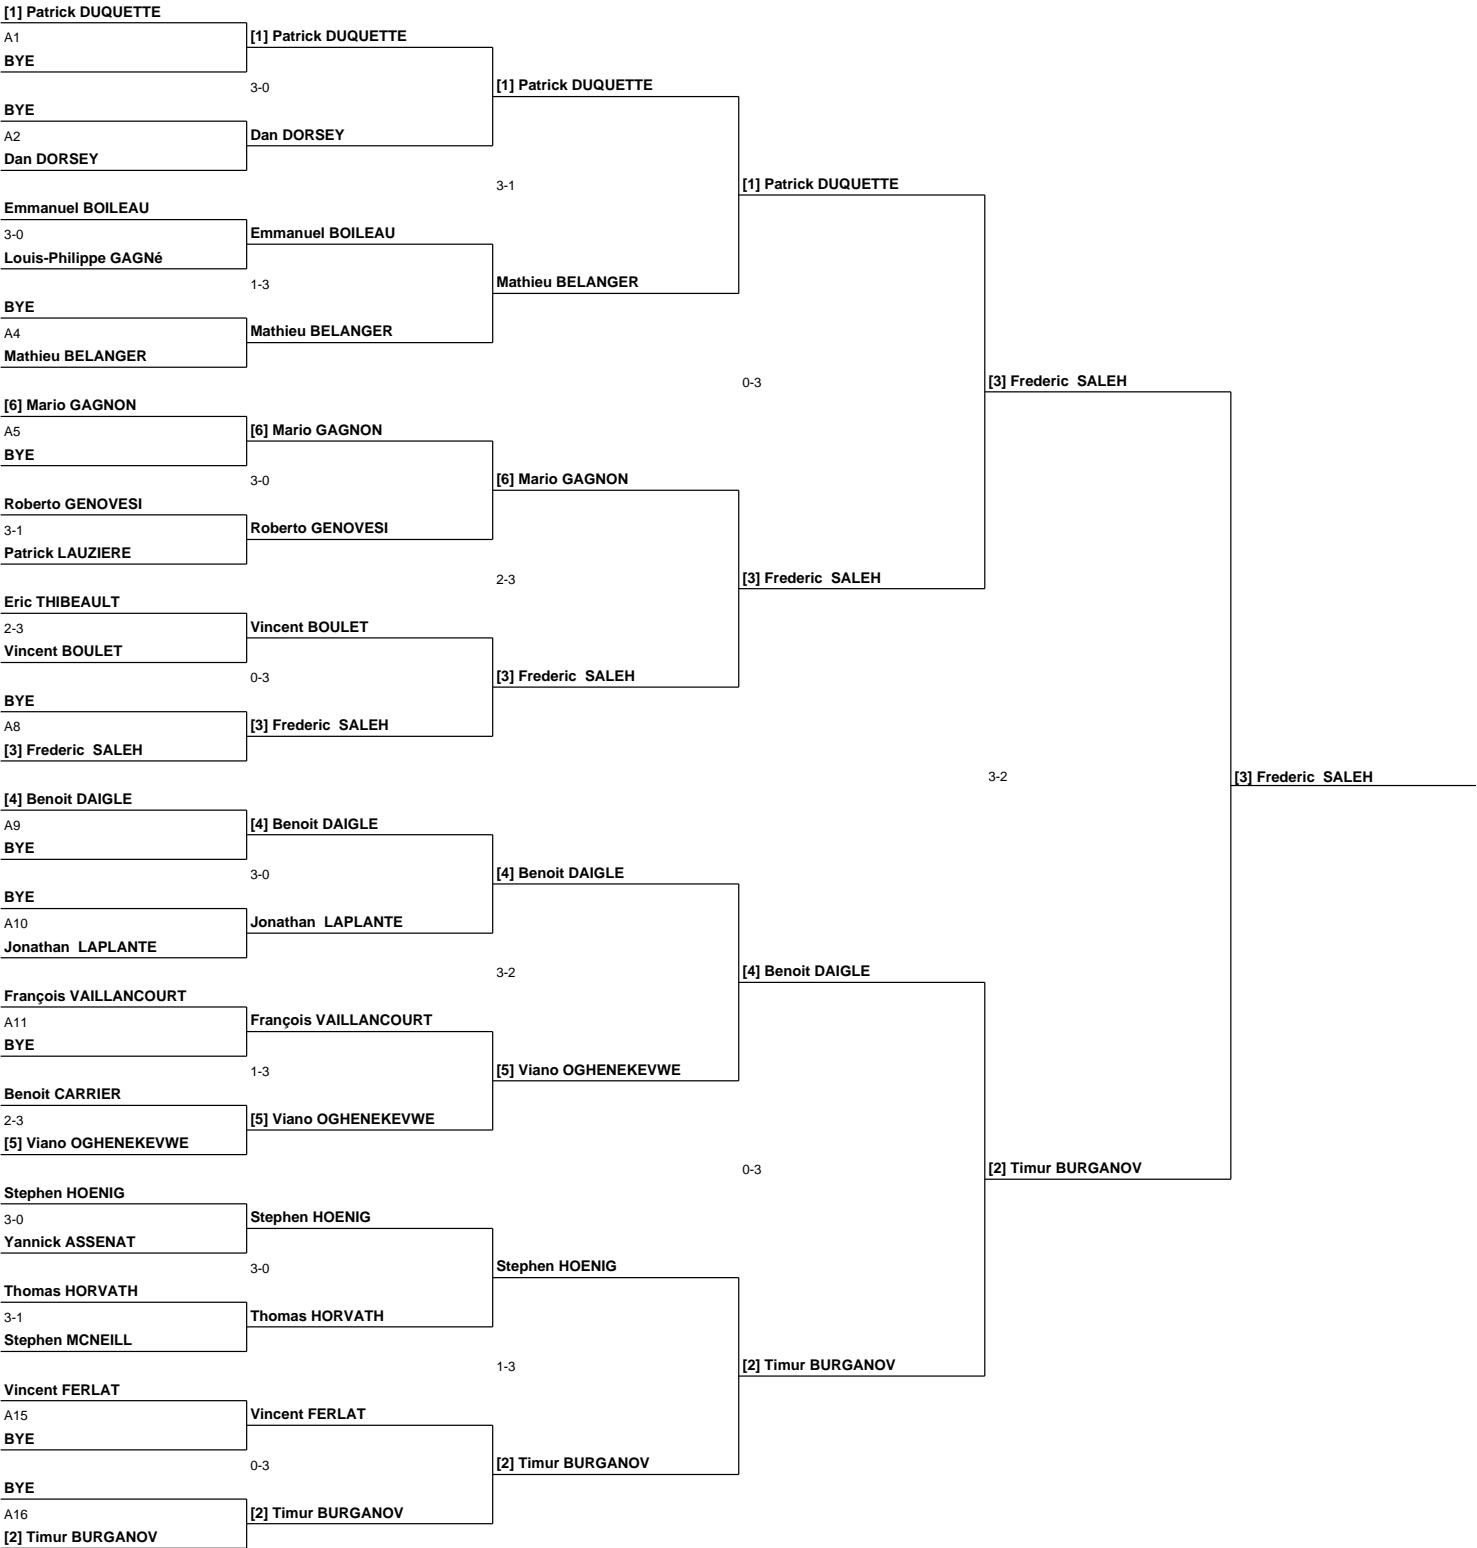 [1] Patrick DUQUETTE
A1
[1] Patrick DUQUETTE
BYE
3-0
[1] Patrick DUQUETTE
BYE
A2
Dan DORSEY
Dan DORSEY
3-1
[1] Patrick DUQUETTE
Emmanuel BOILEAU
3-0
Emmanuel BOILEAU
Louis-Philippe GAGNé
1-3
Mathieu BELANGER
BYE
A4
Mathieu BELANGER
Mathieu BELANGER
0-3
[3] Frederic  SALEH
[6] Mario GAGNON
A5
[6] Mario GAGNON
BYE
3-0
[6] Mario GAGNON
Roberto GENOVESI
3-1
Roberto GENOVESI
Patrick LAUZIERE
2-3
[3] Frederic  SALEH
Eric THIBEAULT
2-3
Vincent BOULET
Vincent BOULET
0-3
[3] Frederic  SALEH
BYE
A8
[3] Frederic  SALEH
[3] Frederic  SALEH
3-2
[3] Frederic  SALEH
[4] Benoit DAIGLE
A9
[4] Benoit DAIGLE
BYE
3-0
[4] Benoit DAIGLE
BYE
A10
Jonathan  LAPLANTE
Jonathan  LAPLANTE
3-2
[4] Benoit DAIGLE
François VAILLANCOURT
A11
François VAILLANCOURT
BYE
1-3
[5] Viano OGHENEKEVWE
Benoit CARRIER
2-3
[5] Viano OGHENEKEVWE
[5] Viano OGHENEKEVWE
0-3
[2] Timur BURGANOV
Stephen HOENIG
3-0
Stephen HOENIG
Yannick ASSENAT
3-0
Stephen HOENIG
Thomas HORVATH
3-1
Thomas HORVATH
Stephen MCNEILL
1-3
[2] Timur BURGANOV
Vincent FERLAT
A15
Vincent FERLAT
BYE
0-3
[2] Timur BURGANOV
BYE
A16
[2] Timur BURGANOV
[2] Timur BURGANOV